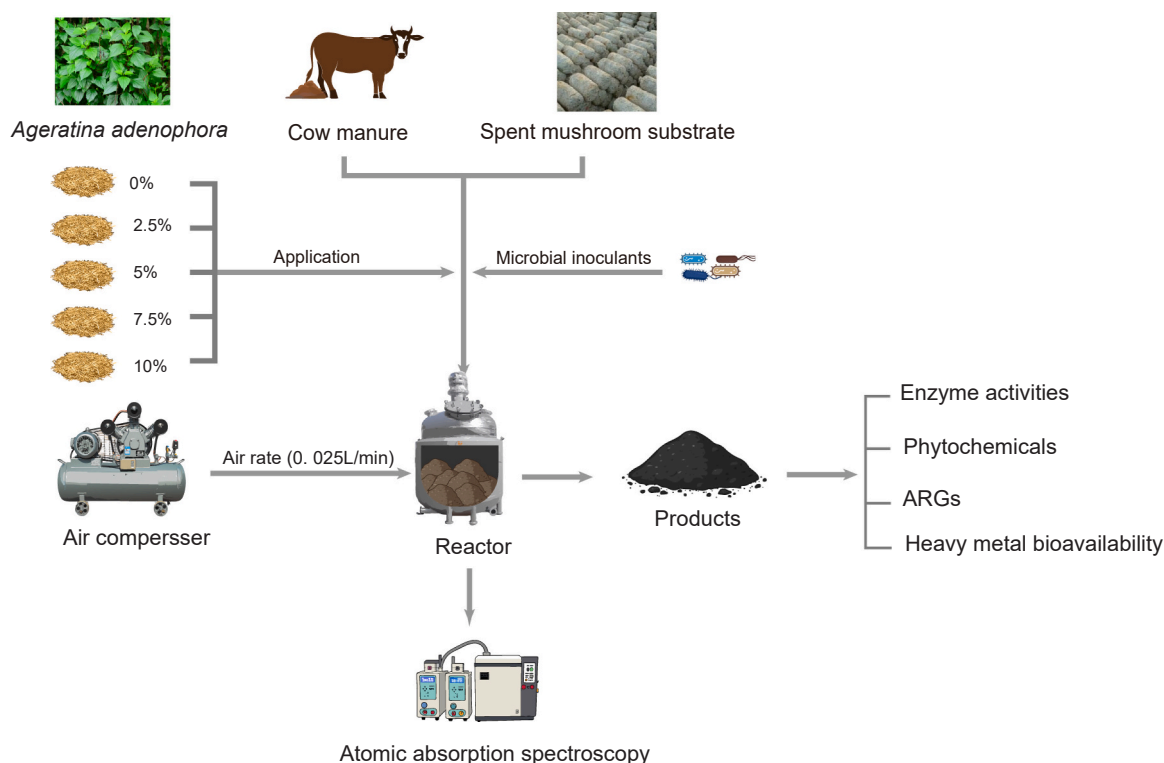 Ageratina adenophora
Cow manure
Spent mushroom substrate
0%
2.5%
5%
7.5%
10%
Application
Microbial inoculants
Air rate (0. 025L/min)
Air compersser
Reactor
Products
Enzyme activities
Phytochemicals
ARGs
Heavy metal bioavailability
Atomic absorption spectroscopy